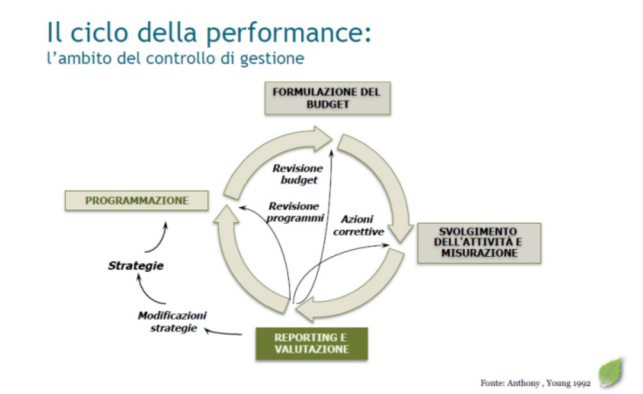 Il ciclo della performance:
l'ambito del controllo di gestione
FORMULAZIONE DEL
BUDGET
Revisione
budget
PROGRAMMAZIONE
Revisione
programmi
Azioni
correttive
SVOLGIMENTO
DELL'ATTIVITÀ E
MISURAZIONE
Strategie
Modificazioni
strategie
REPORTING E
VALUTAZIONE
Fonte: Anthony , Young 1992